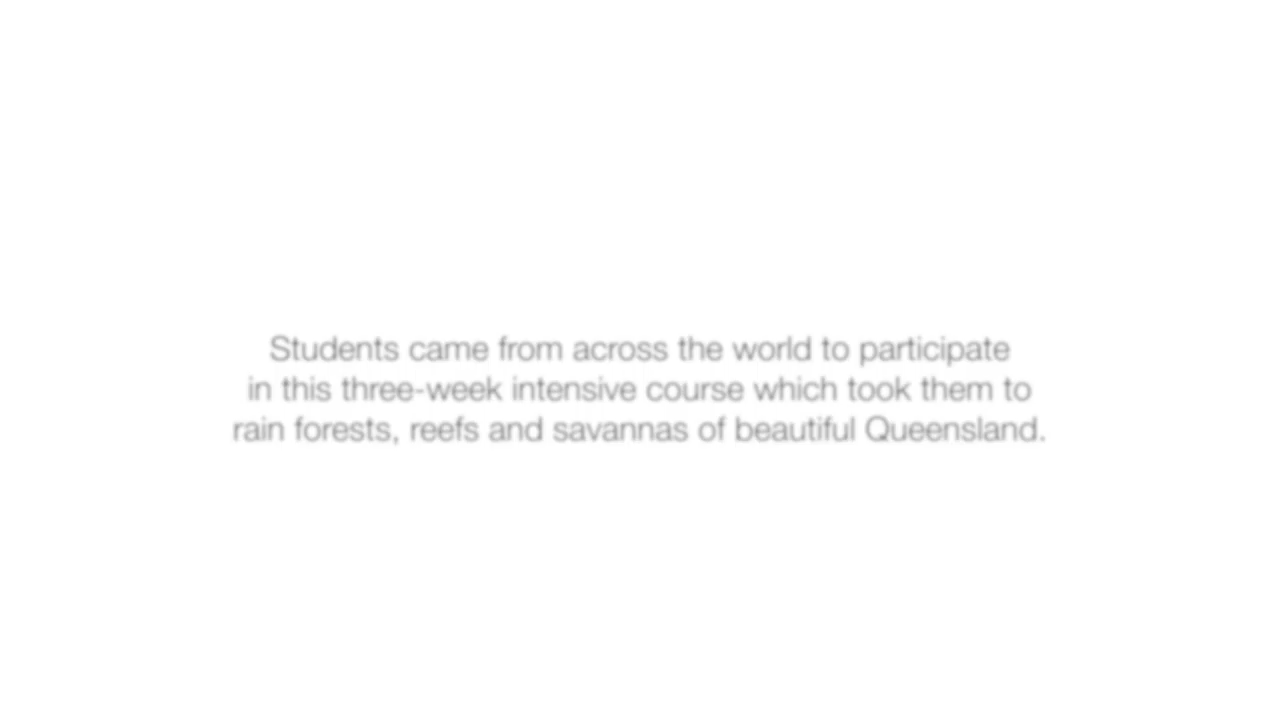 Students came from across the world to participate
in this three-week intensive course which took them to
rain forests, reefs and savannas of beautiful Queensland.